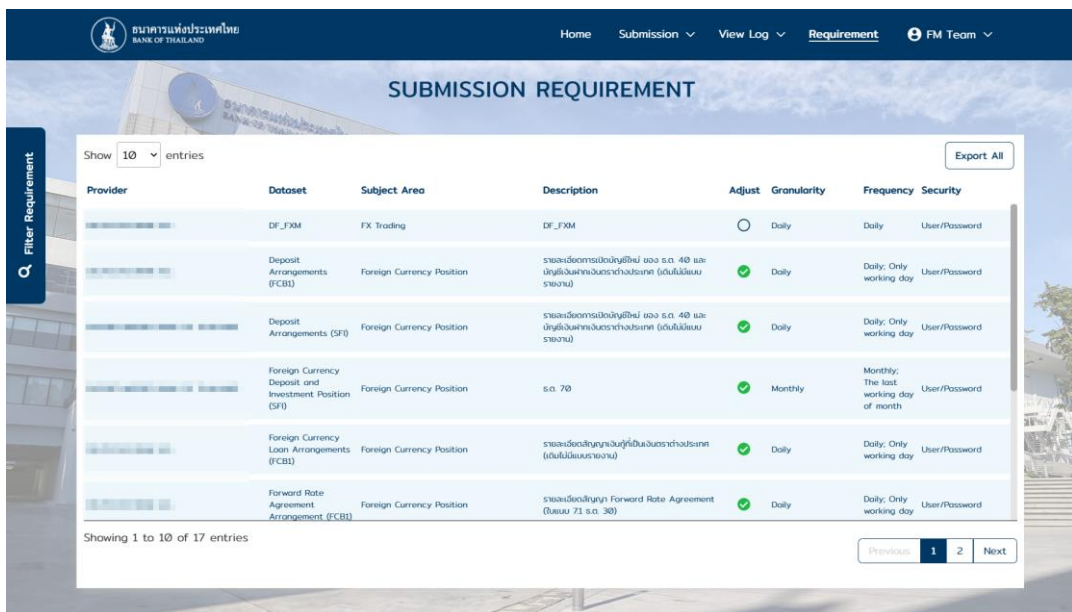 ธนาคารแห่งประเทศไทย
BANK OF THAILAND
Home Submission View Log Requirement FM Team
SUBMISSION REQUIREMENT
Filter Requirement
Show 10 entries
Export All
Provider Dataset Subject Area Description Adjust Granularity Frequency Security
DF_FXM FX Trading DF_FXM Daily Daily User/Password
Deposit
Arrangements
(FCB1)
Foreign Currency Position
รายละเอียดการเปิดบัญชีใหม่ ของ ธ.ต. 40 และ
บัญชีเงินฝากเงินตราต่างประเทศ (เดิมไม่มีแบบ
รายงาน)
Daily
Daily; Only
working day
User/Password
Deposit
Arrangements (SFI)
Foreign Currency Position
รายละเอียดการเปิดบัญชีใหม่ ของ ธ.ต. 40 และ
บัญชีเงินฝากเงินตราต่างประเทศ (เดิมไม่มีแบบ
รายงาน)
Daily
Daily; Only
working day
User/Password
Foreign Currency
Deposit and
Investment Position
(SFI)
Foreign Currency Position
ธ.ต. 70
Monthly
Monthly;
The last
working day
of month
User/Password
Foreign Currency
Loan Arrangements
(FCB1)
Foreign Currency Position
รายละเอียดสัญญาเงินกู้ที่เป็นเงินตราต่างประเทศ
(เดิมไม่มีแบบรายงาน)
Daily
Daily; Only
working day
User/Password
Forward Rate
Agreement
Arrangement (FCB1)
Foreign Currency Position
รายละเอียดสัญญา Forward Rate Agreement
(ใบแบบ 71 ธ.ต. 30)
Daily
Daily; Only
working day
User/Password
Showing 1 to 10 of 17 entries
Previous 1 2 Next